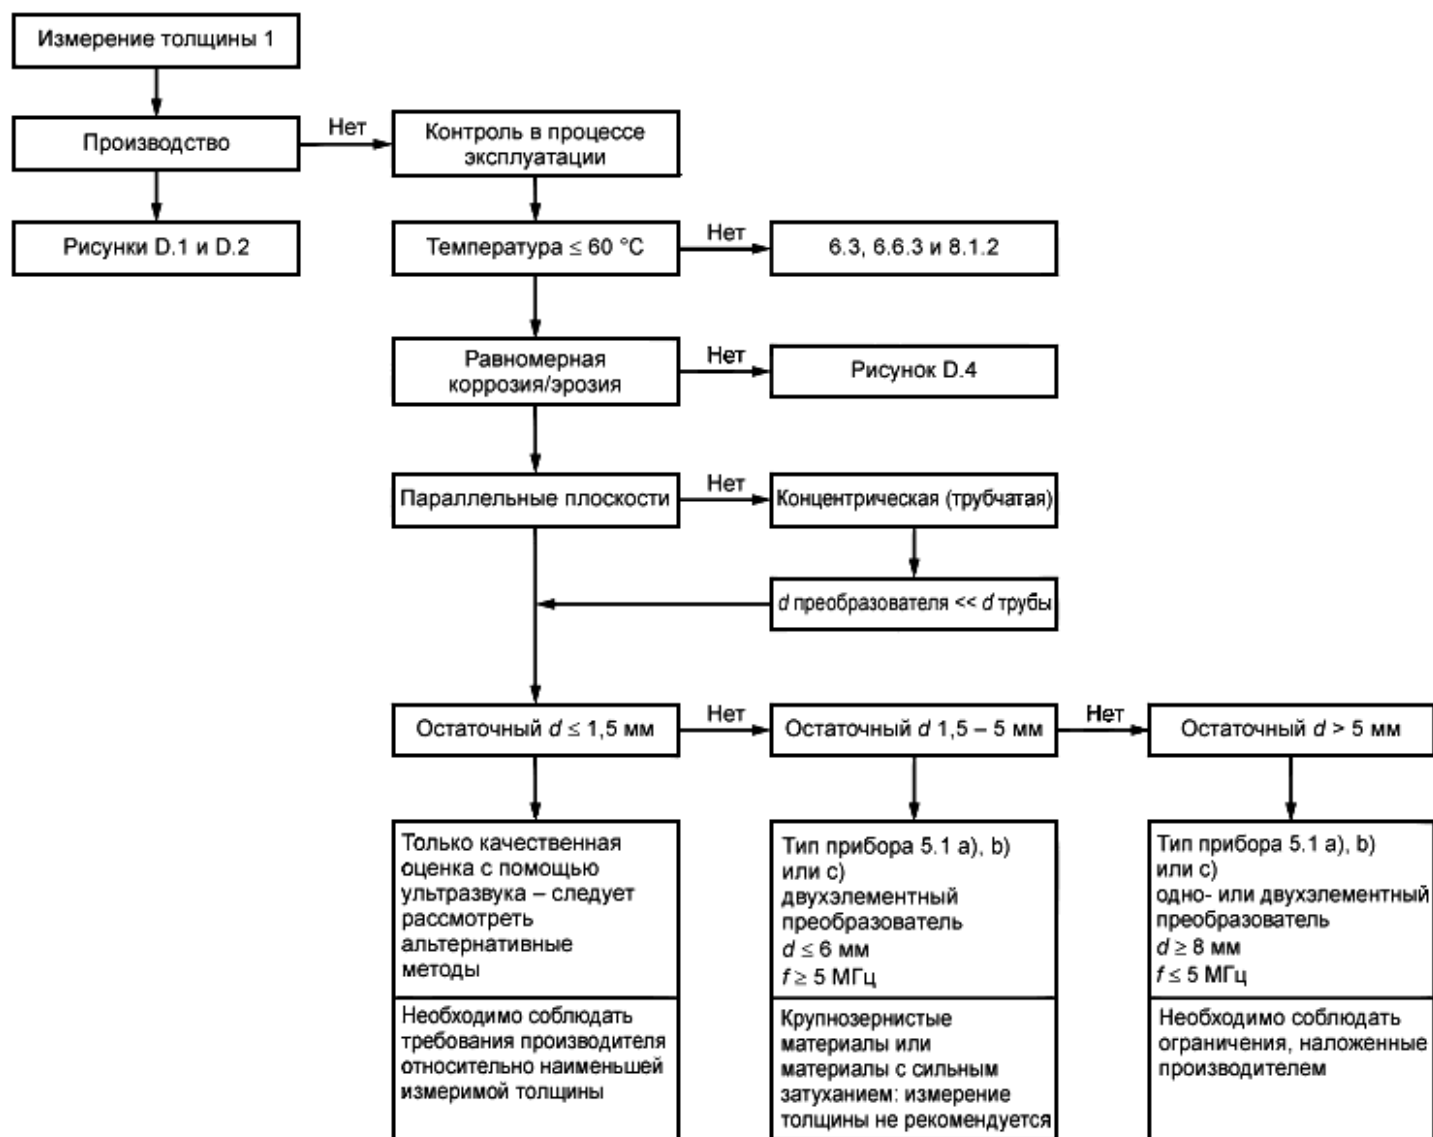 Измерение толщины 1
Производство
Нет
Контроль в процессе
эксплуатации
Рисунки D.1 и D.2
Температура ≤ 60 °C
Нет
6.3, 6.6.3 и 8.1.2
Равномерная
коррозия/эрозия
Нет
Рисунок D.4
Параллельные плоскости
Нет
Концентрическая (трубчатая)
d преобразователя << d трубы
Остаточный d ≤ 1,5 мм
Нет
Остаточный d 1,5 – 5 мм
Нет
Остаточный d > 5 мм
Только качественная
оценка с помощью
ультразвука – следует
рассмотреть
альтернативные
методы
Необходимо соблюдать
требования производителя
относительно наименьшей
измеримой толщины
Тип прибора 5.1 a), b)
или c)
двухэлементный
преобразователь
d ≤ 6 мм
f ≥ 5 МГц
Крупнозернистые
материалы или
материалы с сильным
затуханием: измерение
толщины не рекомендуется
Тип прибора 5.1 a), b)
или c)
одно- или двухэлементный
преобразователь
d ≥ 8 мм
f ≤ 5 МГц
Необходимо соблюдать
ограничения, наложенные
производителем